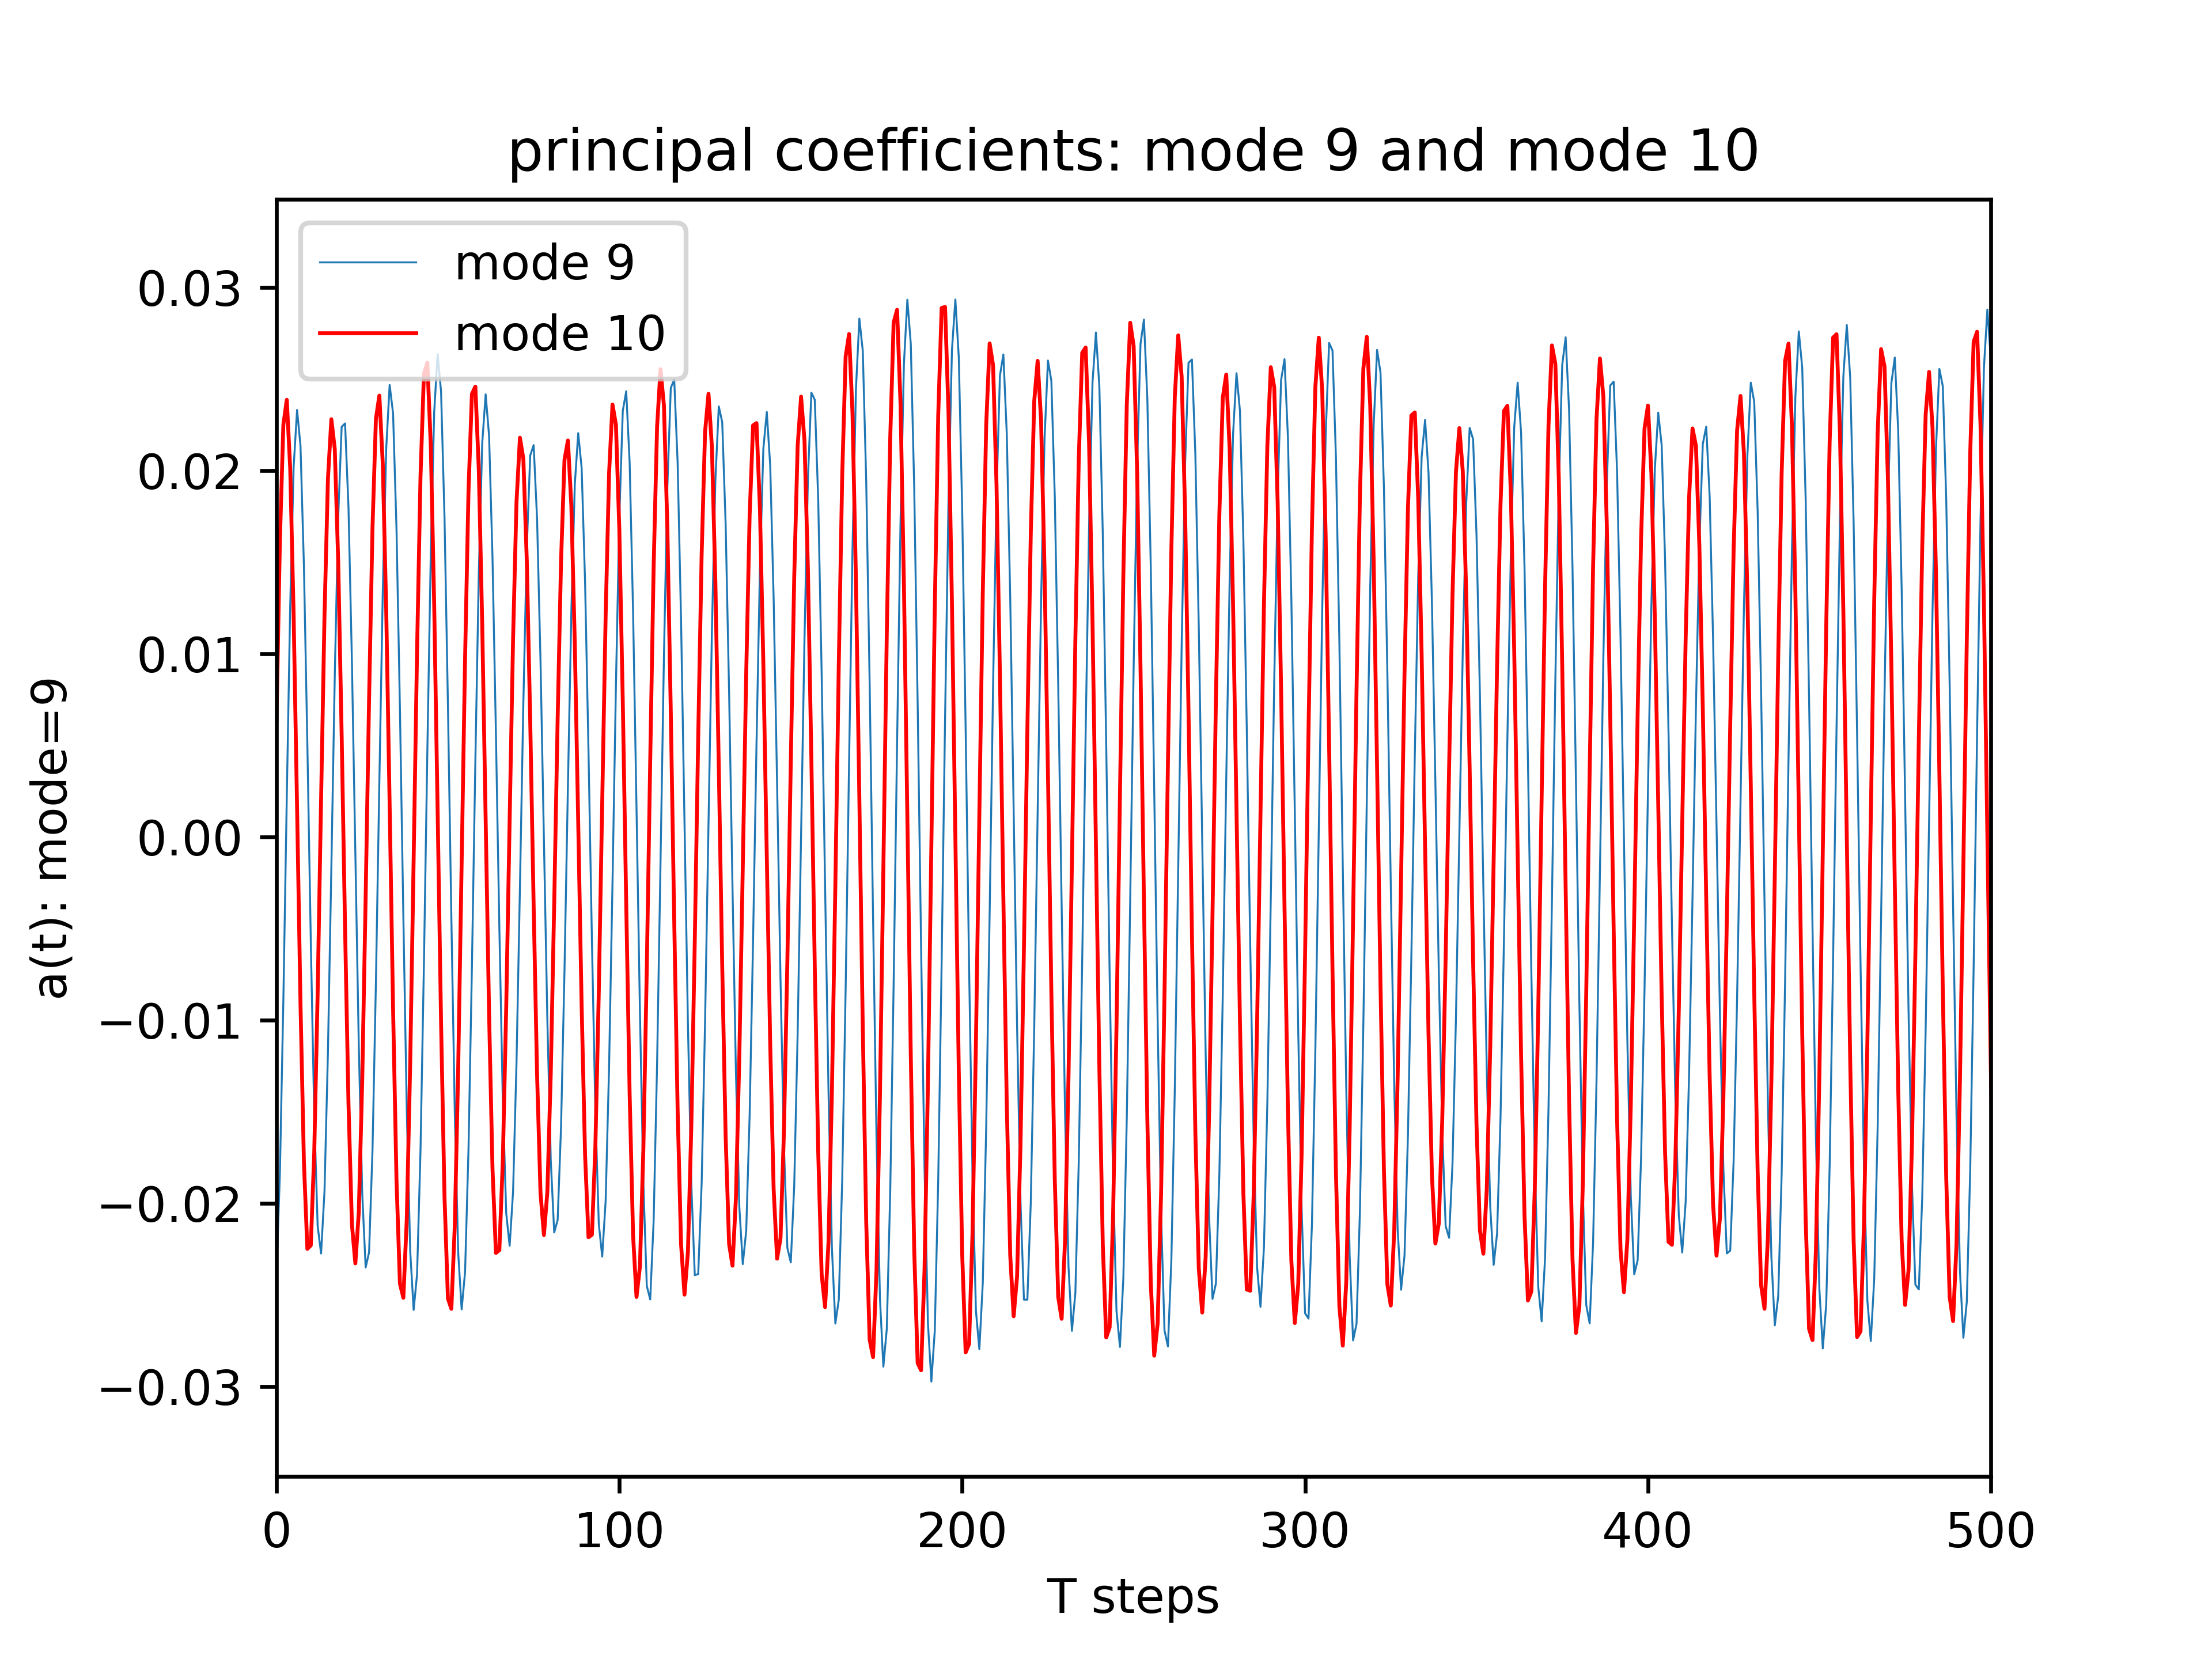 principal coefficients: mode 9 and mode 10
mode 9
mode 10
0.03
0.02
0.01
0.00
−0.01
−0.02
−0.03
a(t): mode=9
0 100 200 300 400 500
T steps